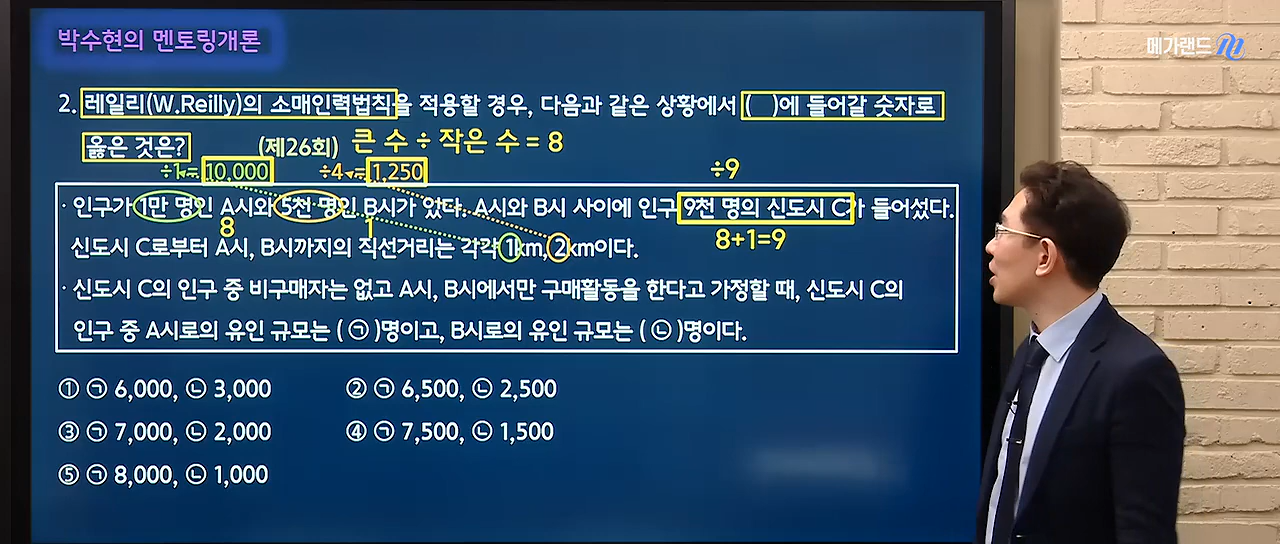 박수현의 멘토링개론
메가랜드
2. 레일리(W.Reilly)의 소매인력법칙을 적용할 경우, 다음과 같은 상황에서 ( )에 들어갈 숫자로
옳은 것은? (제26회) 큰 수 ÷ 작은 수 = 8
÷1²= 10,000 ÷4 = 1,250 ÷9
· 인구가 1만 명인 A시와 5천 명인 B시가 있다. A시와 B시 사이에 인구 9천 명의 신도시 C가 들어섰다.
8 1 8+1=9
신도시 C로부터 A시, B시까지의 직선거리는 각각 1km, 2km이다.
· 신도시 C의 인구 중 비구매자는 없고 A시, B시에서만 구매활동을 한다고 가정할 때, 신도시 C의
인구 중 A시로의 유인 규모는 ( ㉠ )명이고, B시로의 유인 규모는 ( ㉡ )명이다.
① ㉠ 6,000, ㉡ 3,000 ② ㉠ 6,500, ㉡ 2,500
③ ㉠ 7,000, ㉡ 2,000 ④ ㉠ 7,500, ㉡ 1,500
⑤ ㉠ 8,000, ㉡ 1,000